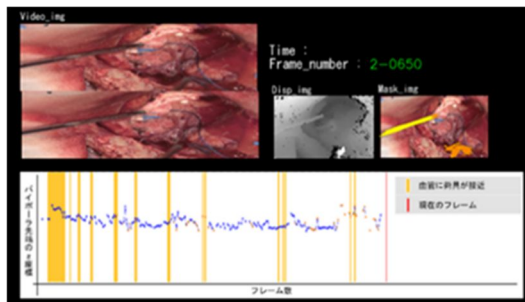 Video_img
Time :
Frame_number : 2-0650
Disp_img
Mask_img
バイポーラ先端のz座標
血管に鉗子が接近
現在のフレーム
フレーム数